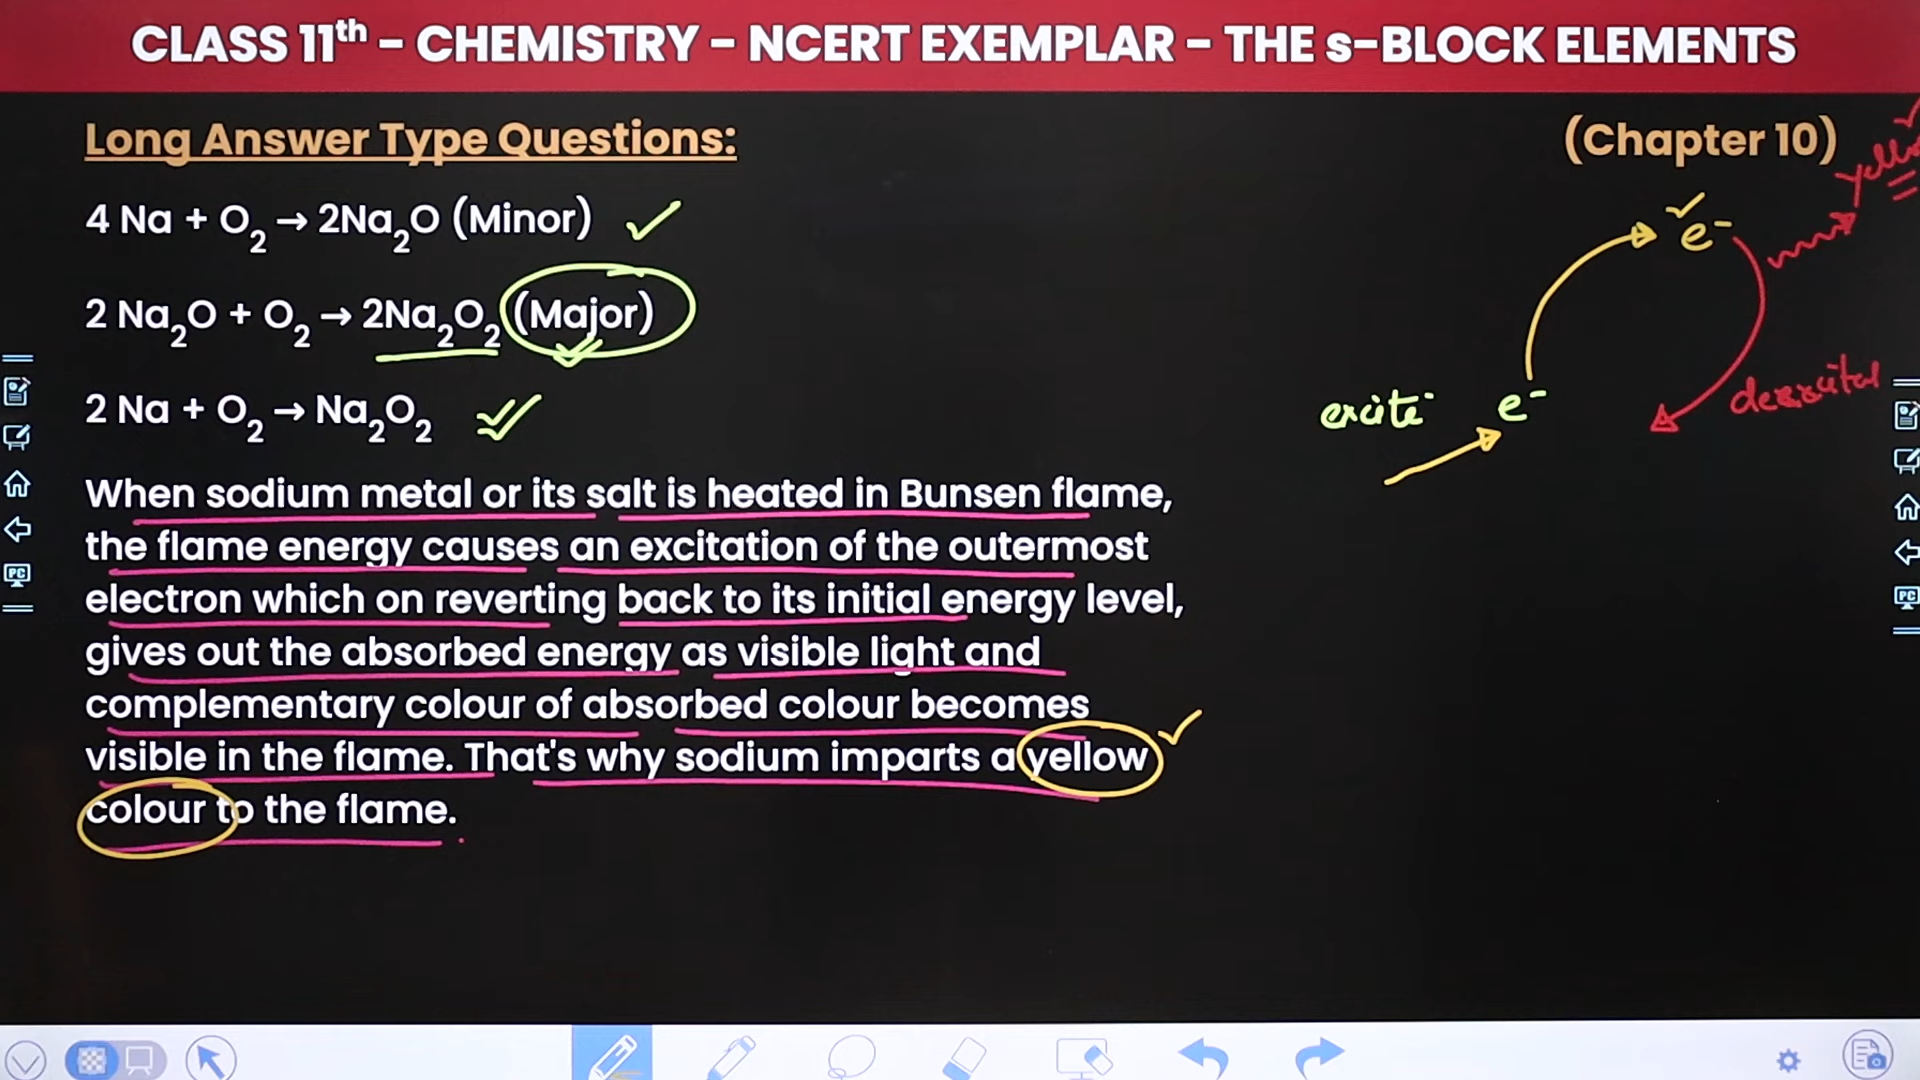 CLASS 11th - CHEMISTRY - NCERT EXEMPLAR - THE s-BLOCK ELEMENTS
Long Answer Type Questions:
(Chapter 10)
4 Na + O₂ → 2Na₂O (Minor)
2 Na₂O + O₂ → 2Na₂O₂ (Major)
2 Na + O₂ → Na₂O₂
When sodium metal or its salt is heated in Bunsen flame,
the flame energy causes an excitation of the outermost
electron which on reverting back to its initial energy level,
gives out the absorbed energy as visible light and
complementary colour of absorbed colour becomes
visible in the flame. That's why sodium imparts a yellow
colour to the flame.
e⁻
excite
e⁻
PC
PC